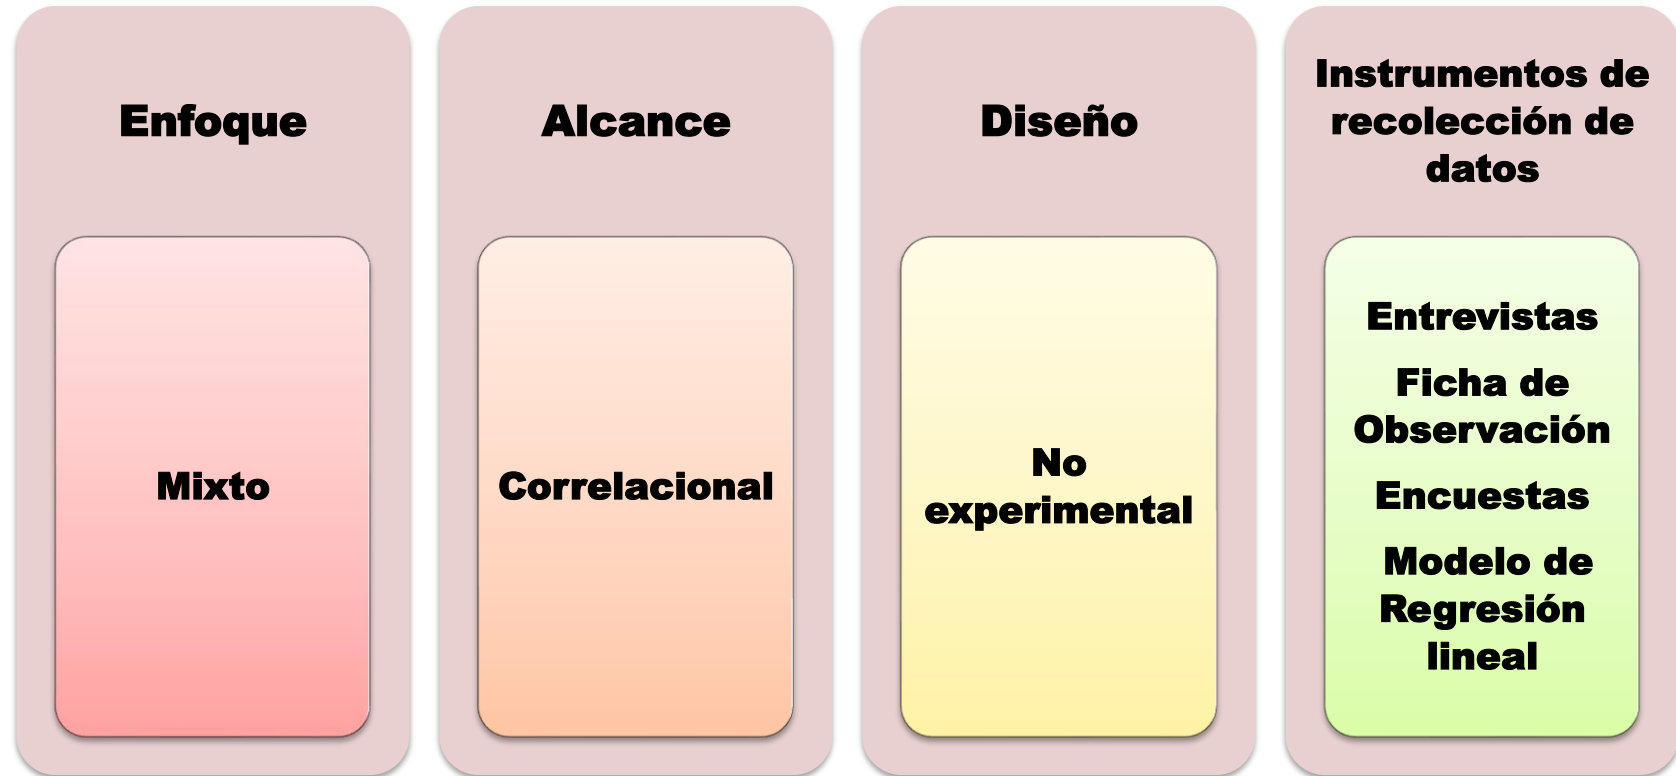 Enfoque
Mixto
Alcance
Correlacional
Diseño
No
experimental
Instrumentos de
recolección de
datos
Entrevistas
Ficha de
Observación
Encuestas
Modelo de
Regresión
lineal